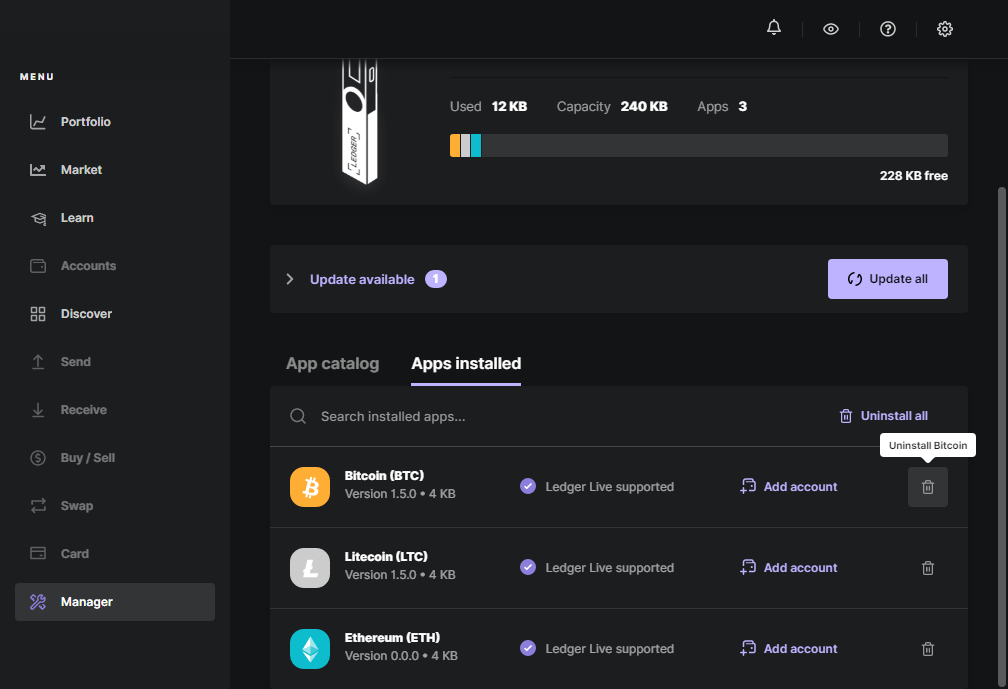 MENU
Portfolio
Market
Learn
Accounts
Discover
Send
Receive
Buy / Sell
Swap
Card
Manager
LEDGER
Used 12 KB Capacity 240 KB Apps 3
228 KB free
Update available 1
Update all
App catalog Apps installed
Search installed apps...
Uninstall all
Uninstall Bitcoin
Bitcoin (BTC)
Version 1.5.0 • 4 KB
Ledger Live supported
Add account
Litecoin (LTC)
Version 1.5.0 • 4 KB
Ledger Live supported
Add account
Ethereum (ETH)
Version 0.0.0 • 4 KB
Ledger Live supported
Add account